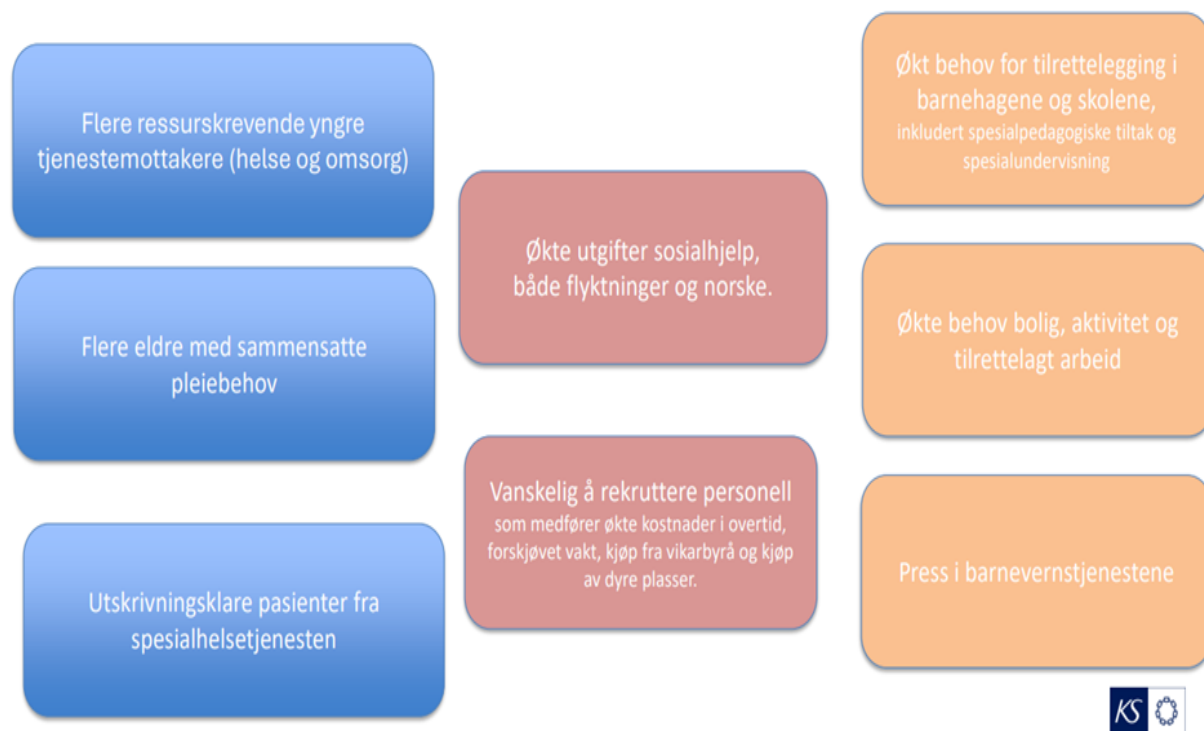 Flere ressurskrevende yngre
tjenestemottakere (helse og omsorg)
Flere eldre med sammensatte
pleiebehov
Utskrivningsklare pasienter fra
spesialhelsetjenesten
Økte utgifter sosialhjelp,
både flyktninger og norske.
Vanskelig å rekruttere personell
som medfører økte kostnader i overtid,
forskjøvet vakt, kjøp fra vikarbyrå og kjøp
av dyre plasser.
Økt behov for tilrettelegging i
barnehagene og skolene,
inkludert spesialpedagogiske tiltak og
spesialundervisning
Økte behov bolig, aktivitet og
tilrettelagt arbeid
Press i barnevernstjenestene
KS